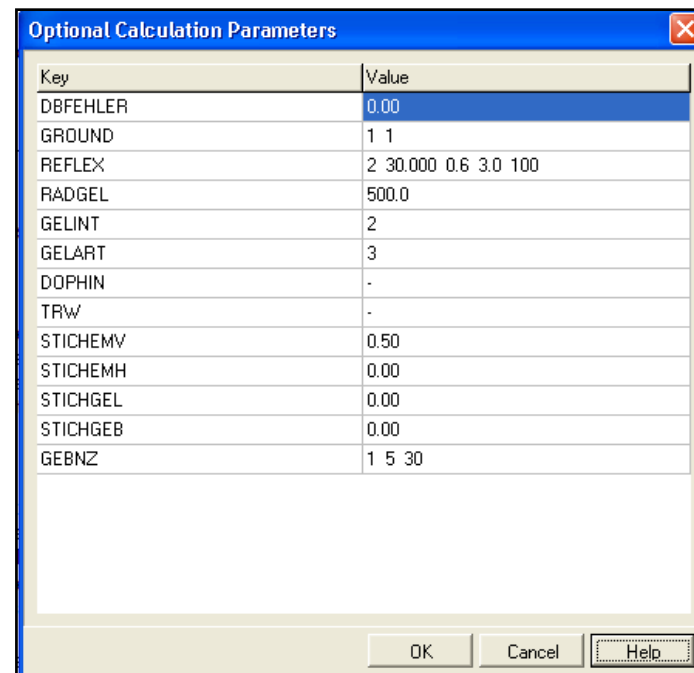 Optional Calculation Parameters
Key Value
DBFEHLER 0.00
GROUND 1 1
REFLEX 2 30.000 0.6 3.0 100
RADGEL 500.0
GELINT 2
GELART 3
DOPHIN -
TRW -
STICHEMV 0.50
STICHEMH 0.00
STICHGEL 0.00
STICHGEB 0.00
GEBNZ 1 5 30
OK Cancel Help